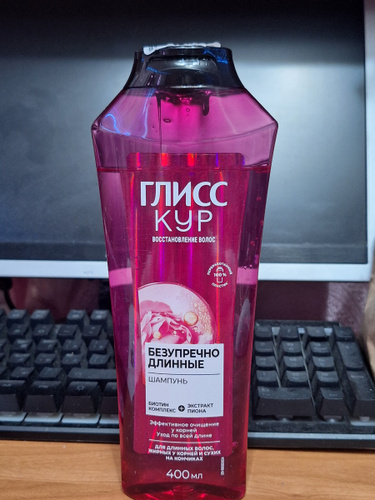 ГЛИСС
КУР
ВОССТАНОВЛЕНИЕ ВОЛОС
100%
БЕЗУПРЕЧНО
ДЛИННЫЕ
ШАМПУНЬ
БИОТИН
КОМПЛЕКС + ЭКСТРАКТ
ПИОНА
Эффективное очищение
у корней
Уход по всей длине
ДЛЯ ДЛИННЫХ ВОЛОС,
ЖИРНЫХ У КОРНЕЙ И СУХИХ
НА КОНЧИКАХ
400 мл